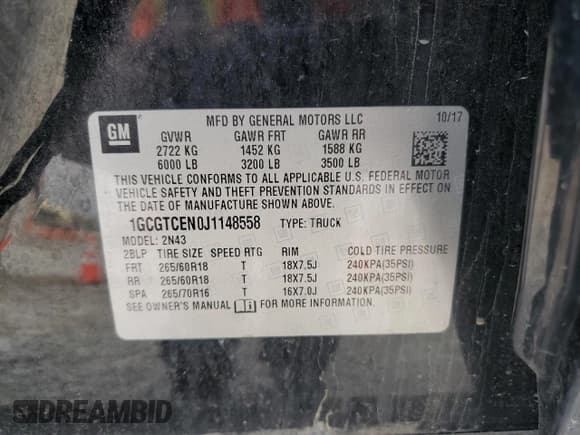 GM
MFD BY GENERAL MOTORS LLC 10/17
GVWR GAWR FRT GAWR RR
2722 KG 1452 KG 1588 KG
6000 LB 3200 LB 3500 LB
THIS VEHICLE CONFORMS TO ALL APPLICABLE U.S. FEDERAL MOTOR
VEHICLE SAFETY AND THEFT PREVENTION STANDARDS IN EFFECT ON
THE DATE OF MANUFACTURE SHOWN ABOVE.
1GCGTCEN0J1148558 TYPE: TRUCK
MODEL: 2N43
2BLP TIRE SIZE SPEED RTG RIM COLD TIRE PRESSURE
FRT 265/60R18 T 18X7.5J 240KPA(35PSI)
RR 265/60R18 T 18X7.5J 240KPA(35PSI)
SPA 265/70R16 T 16X7.0J 240KPA(35PSI)
SEE OWNER'S MANUAL FOR MORE INFORMATION.
DREAMBID